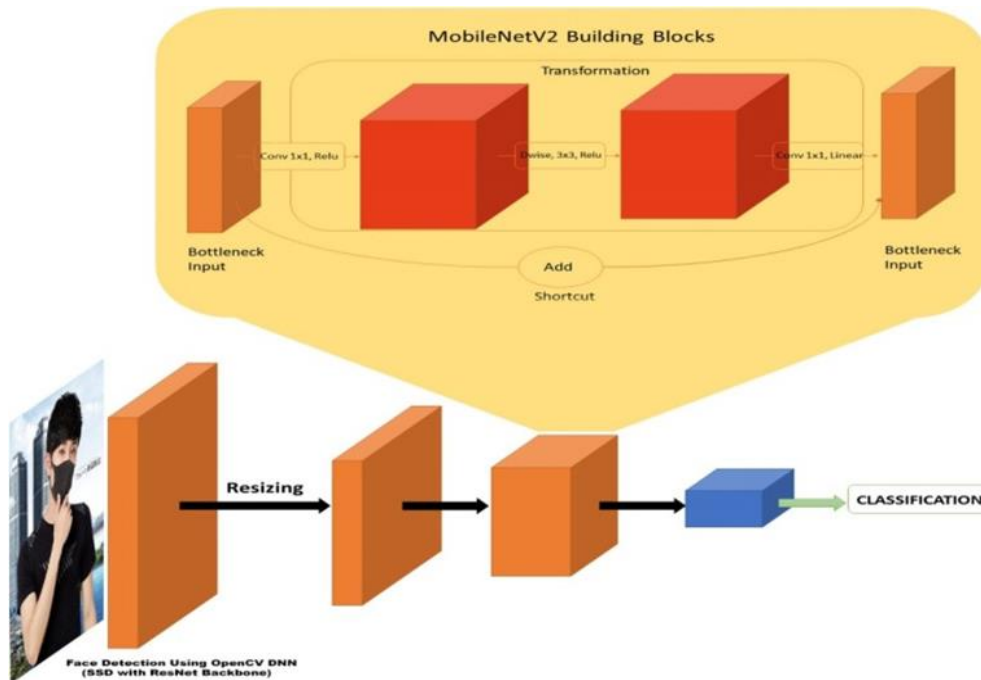 MobileNetV2 Building Blocks
Transformation
Conv 1x1, Relu
Dwise, 3x3, Relu
Conv 1x1, Linear
Bottleneck
Input
Add
Shortcut
Bottleneck
Input
Resizing
CLASSIFICATION
Face Detection Using OpenCV DNN
(SSD with ResNet Backbone)